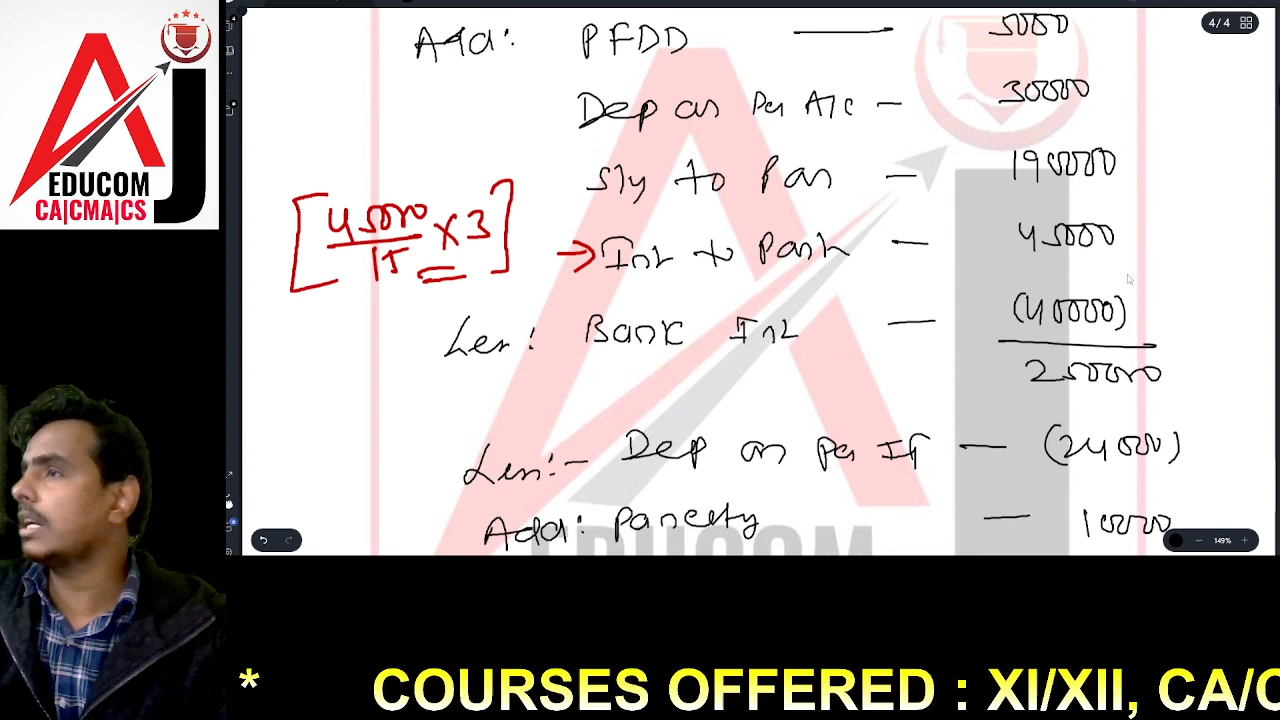 4/4
Add: PFDD — 5000
Dep as Per A/c — 30000
Sly to Par — 190000
[45000/15 × 3]
→ Int to Partn — 45000
Less: Bank Int — (40000)
250000
Less:- Dep as per IT — (24000)
Add: Panelty — 10000
EDUCOM
CA|CMA|CS
149%
* COURSES OFFERED : XI/XII, CA/C